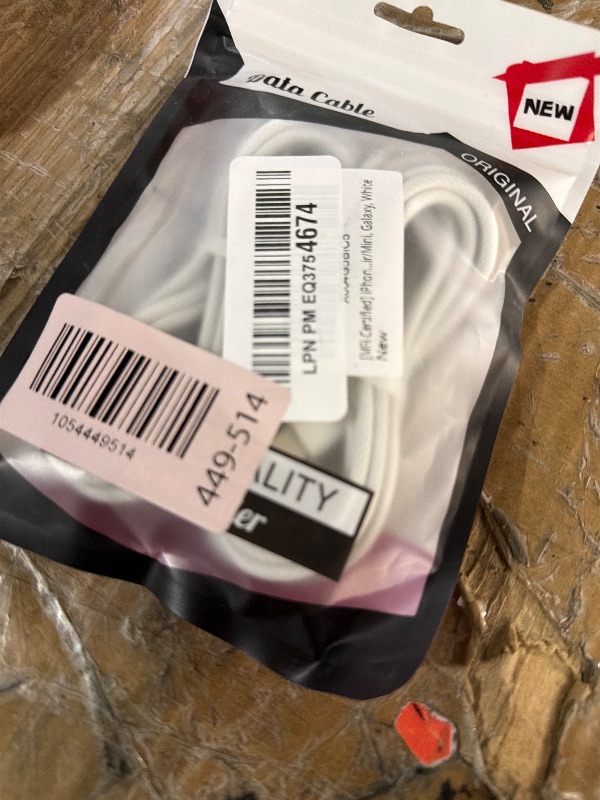 Data Cable
NEW
ORIGINAL
LPN PM EQ3754674
[MFi Certified] iPhon...ir/Mini, Galaxy, White
New
1054449514
449-514
ALITY
er